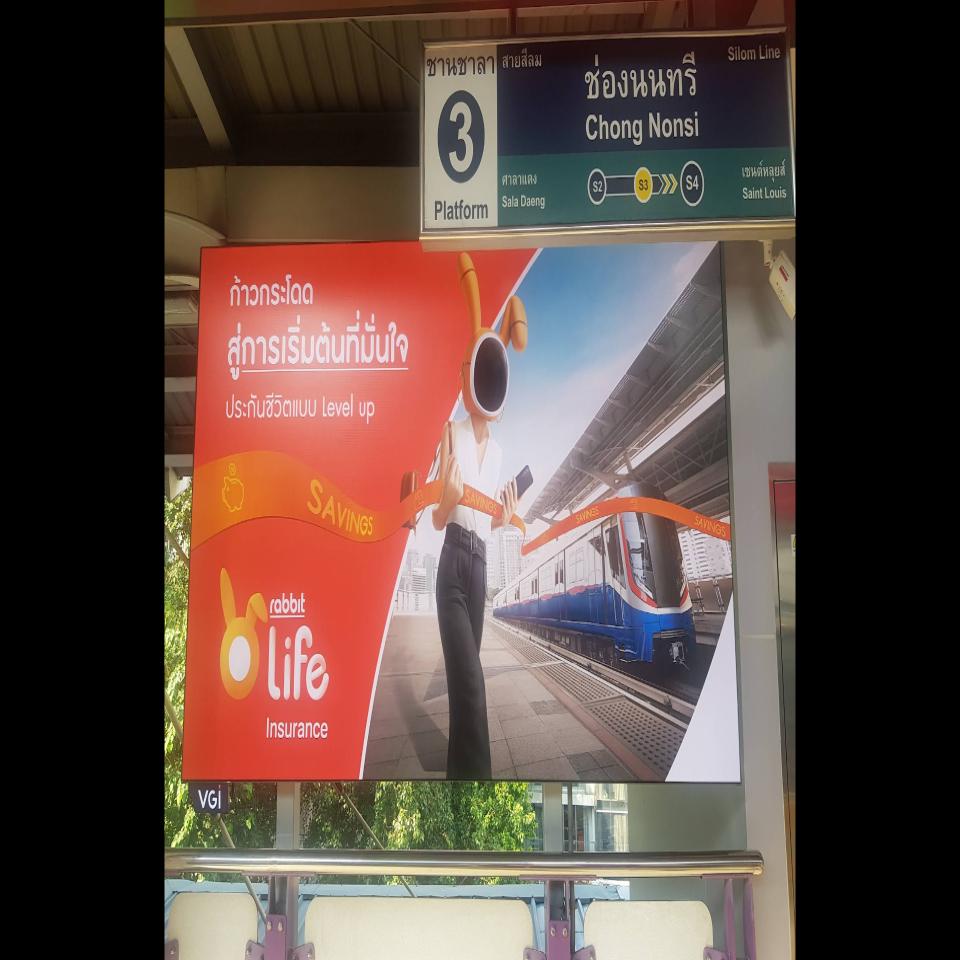 ชานชาลา
3
Platform
สายสีลม
Silom Line
ช่องนนทรี
Chong Nonsi
ศาลาแดง
Sala Daeng
S2
S3
S4
เซนต์หลุยส์
Saint Louis
ก้าวกระโดด
สู่การเริ่มต้นที่มั่นใจ
ประกันชีวิตแบบ Level up
SAVINGS
SAVINGS
SAVINGS
SAVINGS
rabbit
life
Insurance
VGI